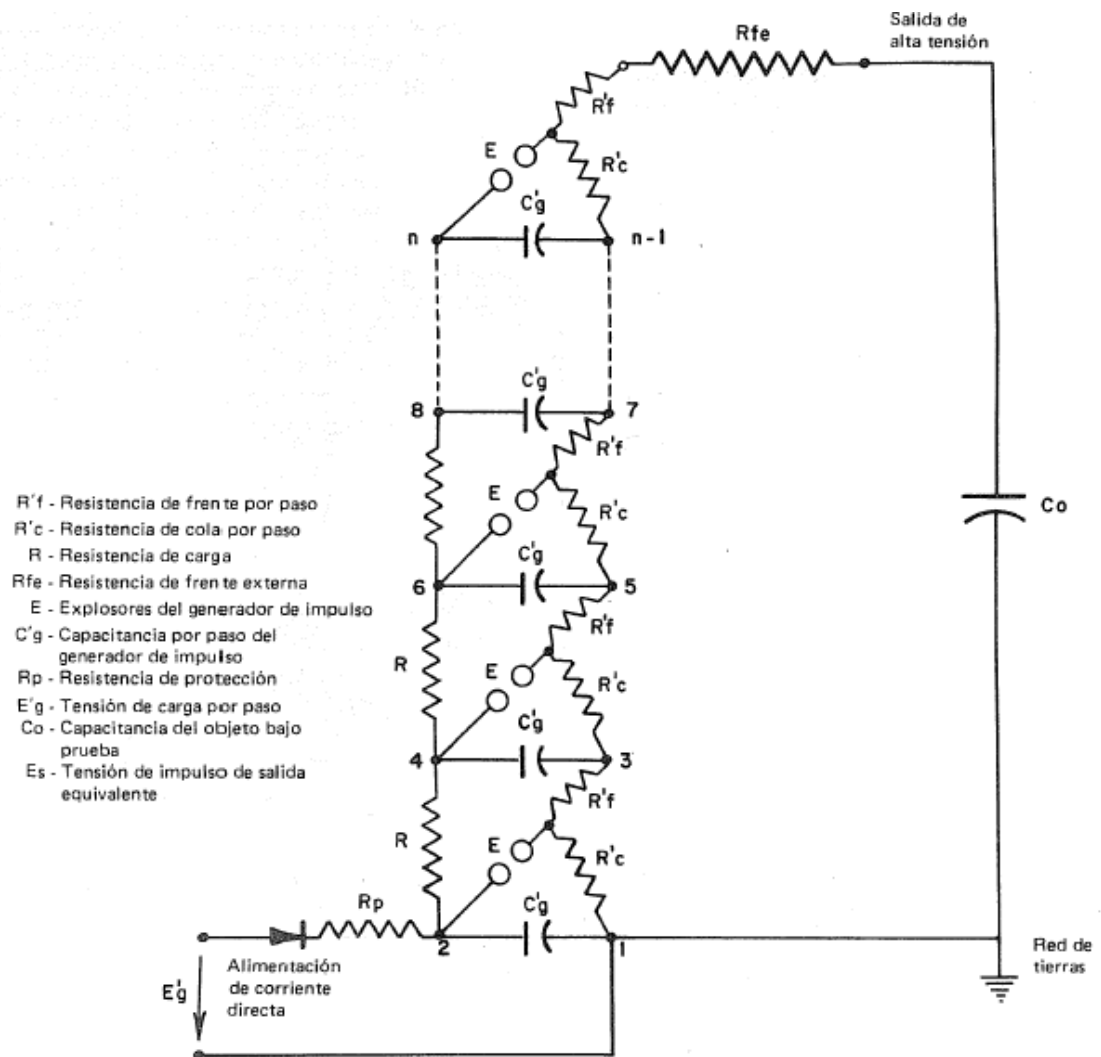 Salida de
alta tensión
Rfe
R'f
E
R'c
C'g
n
n-1
C'g
8
7
R'f
E
R'c
C'g
6
5
R'f
R
E
R'c
C'g
4
3
R'f
R
E
R'c
C'g
Rp
2
1
Co
R'f - Resistencia de frente por paso
R'c - Resistencia de cola por paso
R - Resistencia de carga
Rfe - Resistencia de frente externa
E - Explosores del generador de impulso
C'g - Capacitancia por paso del
generador de impulso
Rp - Resistencia de protección
E'g - Tensión de carga por paso
Co - Capacitancia del objeto bajo
prueba
Es - Tensión de impulso de salida
equivalente
E'g
Alimentación
de corriente
directa
Red de
tierras